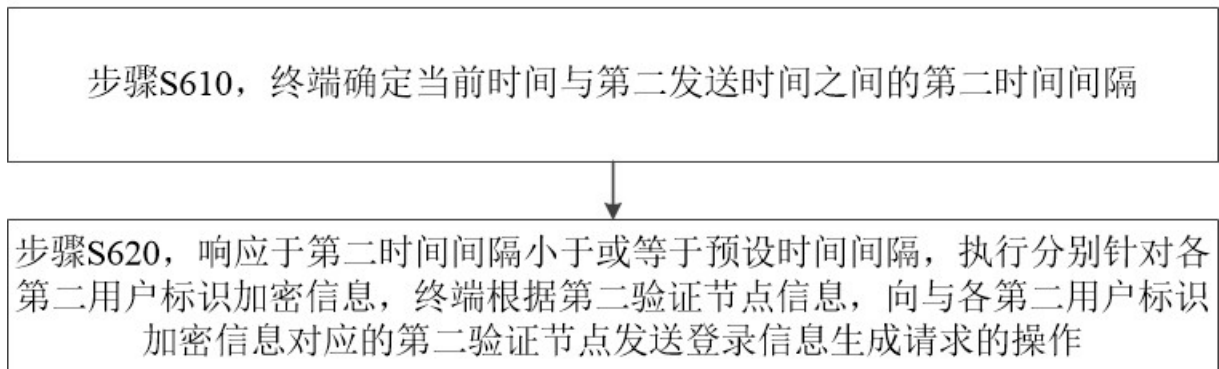 步骤S610，终端确定当前时间与第二发送时间之间的第二时间间隔
步骤S620，响应于第二时间间隔小于或等于预设时间间隔，执行分别针对各
第二用户标识加密信息，终端根据第二验证节点信息，向与各第二用户标识
加密信息对应的第二验证节点发送登录信息生成请求的操作